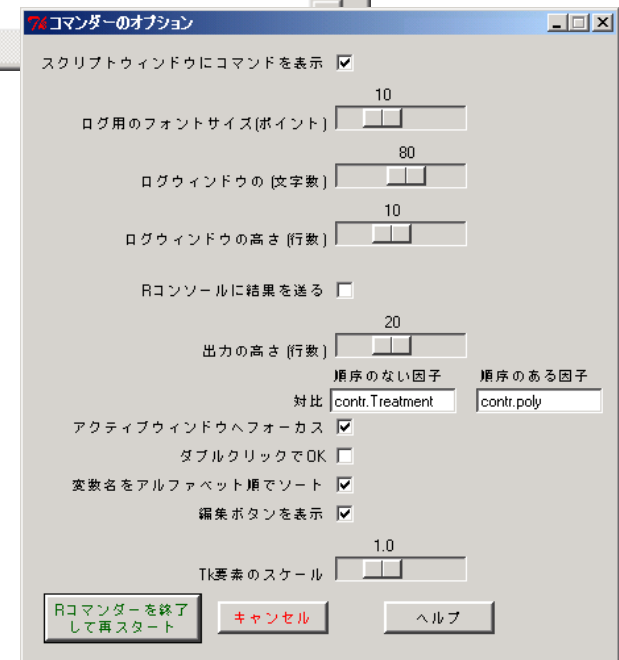 コマンダーのオプション
スクリプトウィンドウにコマンドを表示
10
ログ用のフォントサイズ(ポイント)
80
ログウィンドウの (文字数)
10
ログウィンドウの高さ (行数)
Rコンソールに結果を送る
20
出力の高さ (行数)
順序のない因子 順序のある因子
対比 contr.Treatment contr.poly
アクティブウィンドウへフォーカス
ダブルクリックでOK
変数名をアルファベット順でソート
編集ボタンを表示
1.0
Tk要素のスケール
Rコマンダーを終了
して再スタート
キャンセル ヘルプ